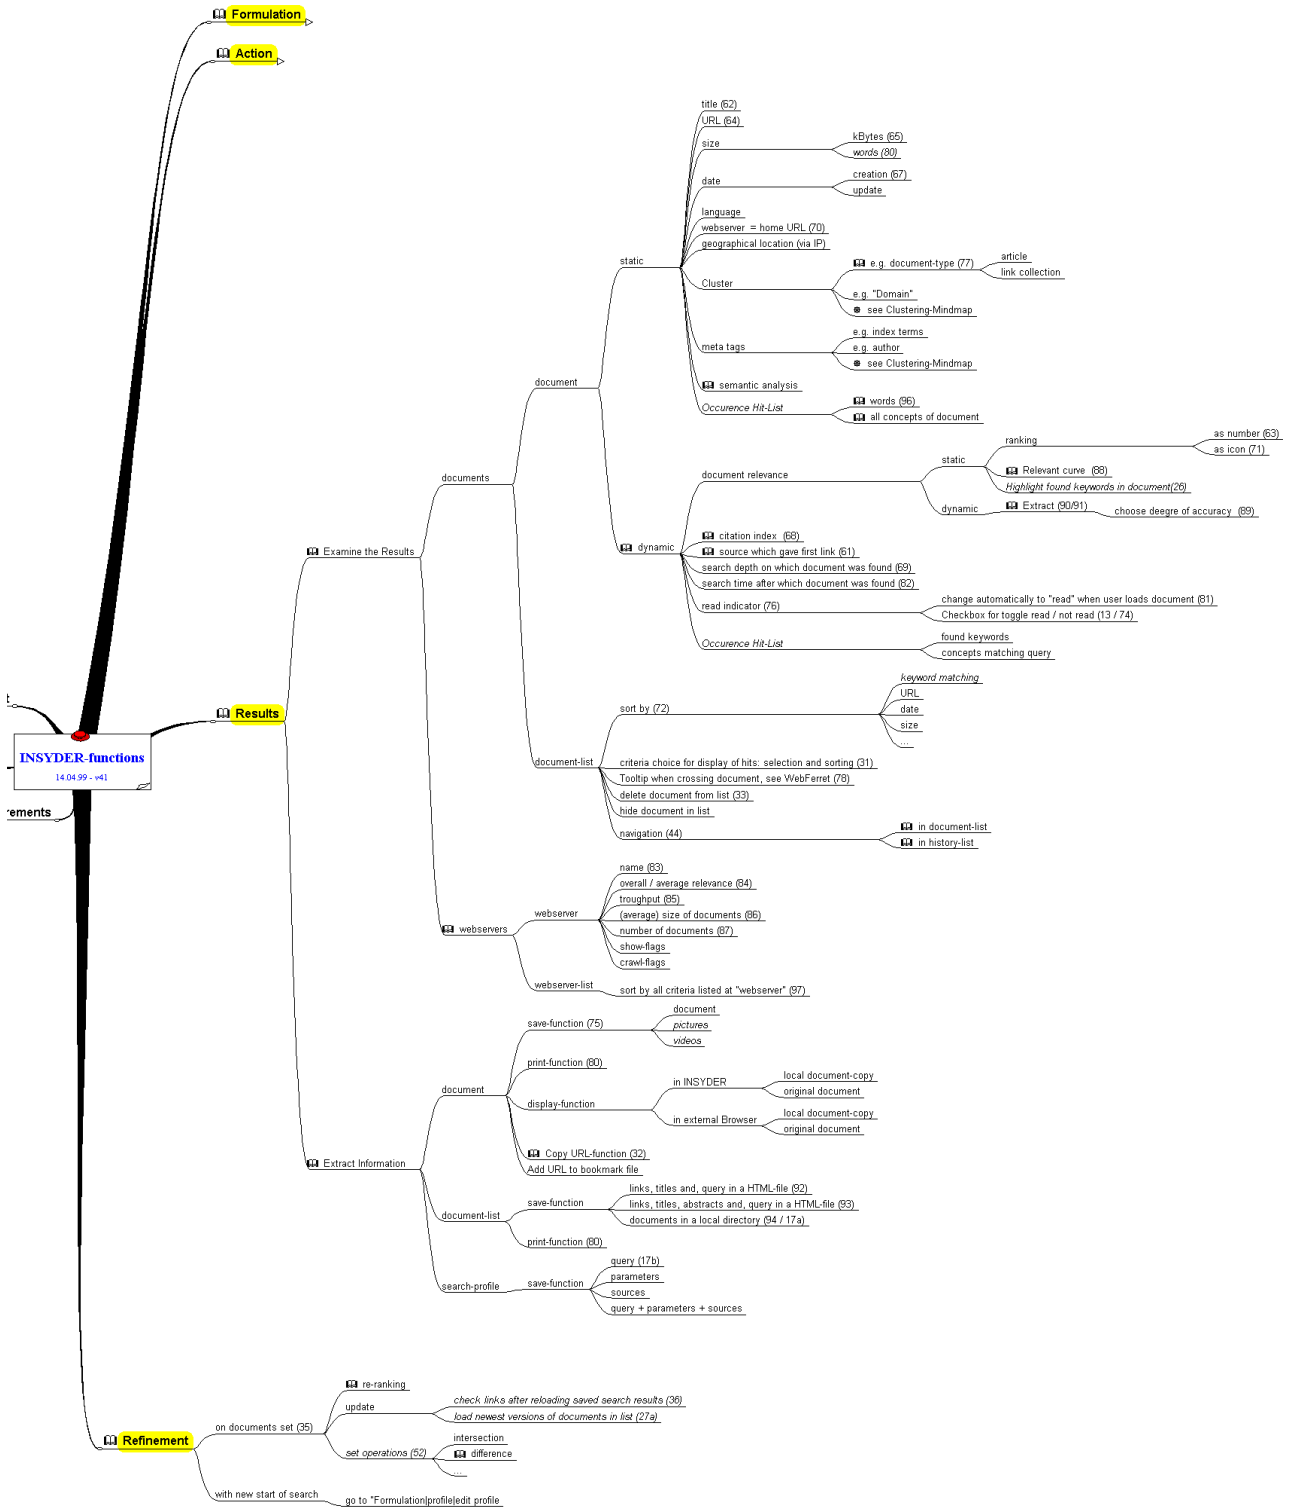 Formulation
Action
title (62)
URL (64)
size
kBytes (65)
words (80)
date
creation (67)
update
language
webserver = home URL (70)
geographical location (via IP)
static
Cluster
e.g. document-type (77)
article
link collection
e.g. "Domain"
see Clustering-Mindmap
meta tags
e.g. index terms
e.g. author
see Clustering-Mindmap
document
semantic analysis
Occurence Hit-List
words (96)
all concepts of document
documents
document relevance
static
ranking
as number (63)
as icon (71)
Relevant curve (88)
Highlight found keywords in document(26)
dynamic
Extract (90/91)
choose deegre of accuracy (89)
Examine the Results
dynamic
citation index (68)
source which gave first link (61)
search depth on which document was found (69)
search time after which document was found (82)
read indicator (76)
change automatically to "read" when user loads document (81)
Checkbox for toggle read / not read (13 / 74)
Occurence Hit-List
found keywords
concepts matching query
t
Results
INSYDER-functions
14.04.99 - v41
rements
document-list
sort by (72)
keyword matching
URL
date
size
...
criteria choice for display of hits: selection and sorting (31)
Tooltip when crossing document, see WebFerret (78)
delete document from list (33)
hide document in list
navigation (44)
in document-list
in history-list
webservers
webserver
name (83)
overall / average relevance (84)
troughput (85)
(average) size of documents (86)
number of documents (87)
show-flags
crawl-flags
webserver-list
sort by all criteria listed at "webserver" (97)
Extract Information
document
save-function (75)
document
pictures
videos
print-function (80)
display-function
in INSYDER
local document-copy
original document
in external Browser
local document-copy
original document
Copy URL-function (32)
Add URL to bookmark file
document-list
save-function
links, titles and, query in a HTML-file (92)
links, titles, abstracts and, query in a HTML-file (93)
documents in a local directory (94 / 17a)
print-function (80)
search-profile
save-function
query (17b)
parameters
sources
query + parameters + sources
Refinement
on documents set (35)
re-ranking
update
check links after reloading saved search results (36)
load newest versions of documents in list (27a)
set operations (52)
intersection
difference
...
with new start of search
go to "Formulation|profile|edit profile